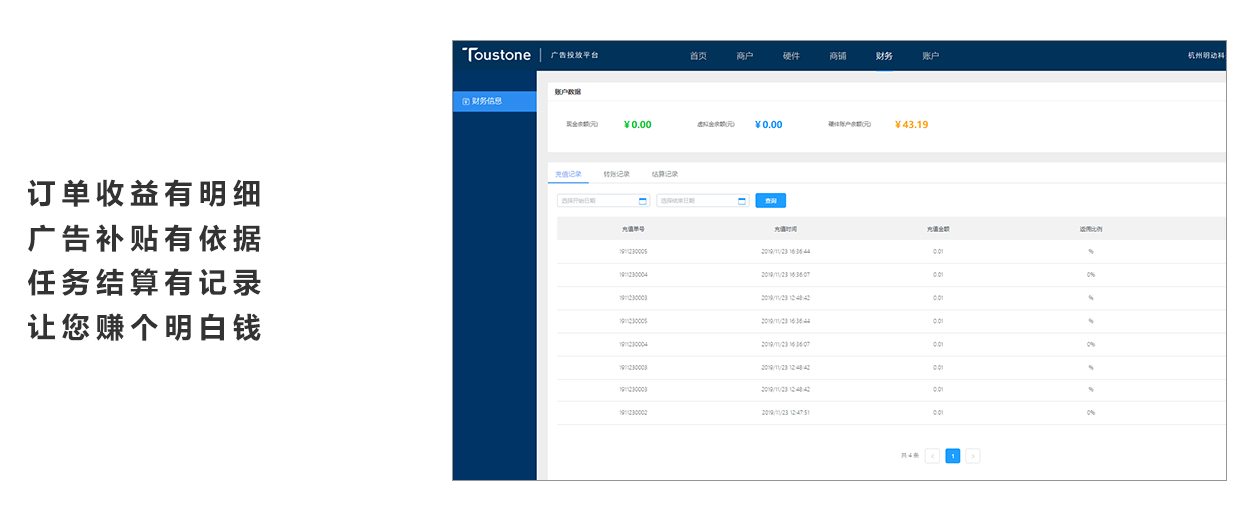 订单收益有明细
广告补贴有依据
任务结算有记录
让您赚个明白钱
Toustone 广告投放平台 首页 商户 硬件 商铺 财务 账户 杭州明动科
财务信息
账户数据
现金余额(元) ￥0.00 虚拟金余额(元) ￥0.00 硬件账户余额(元) ￥43.19
充值记录 转账记录 结算记录
选择开始日期 选择结束日期 查询
充值单号 充值时间 充值金额 返佣比例
1911230005 2019/11/23 16:36:44 0.01 %
1911230004 2019/11/23 16:36:07 0.01 0%
1911230003 2019/11/23 12:48:42 0.01 %
1911230005 2019/11/23 16:36:44 0.01 %
1911230004 2019/11/23 16:36:07 0.01 0%
1911230003 2019/11/23 12:48:42 0.01 %
1911230003 2019/11/23 12:48:42 0.01 %
1911230002 2019/11/23 12:47:51 0.01 0%
共 4 条 < 1 >